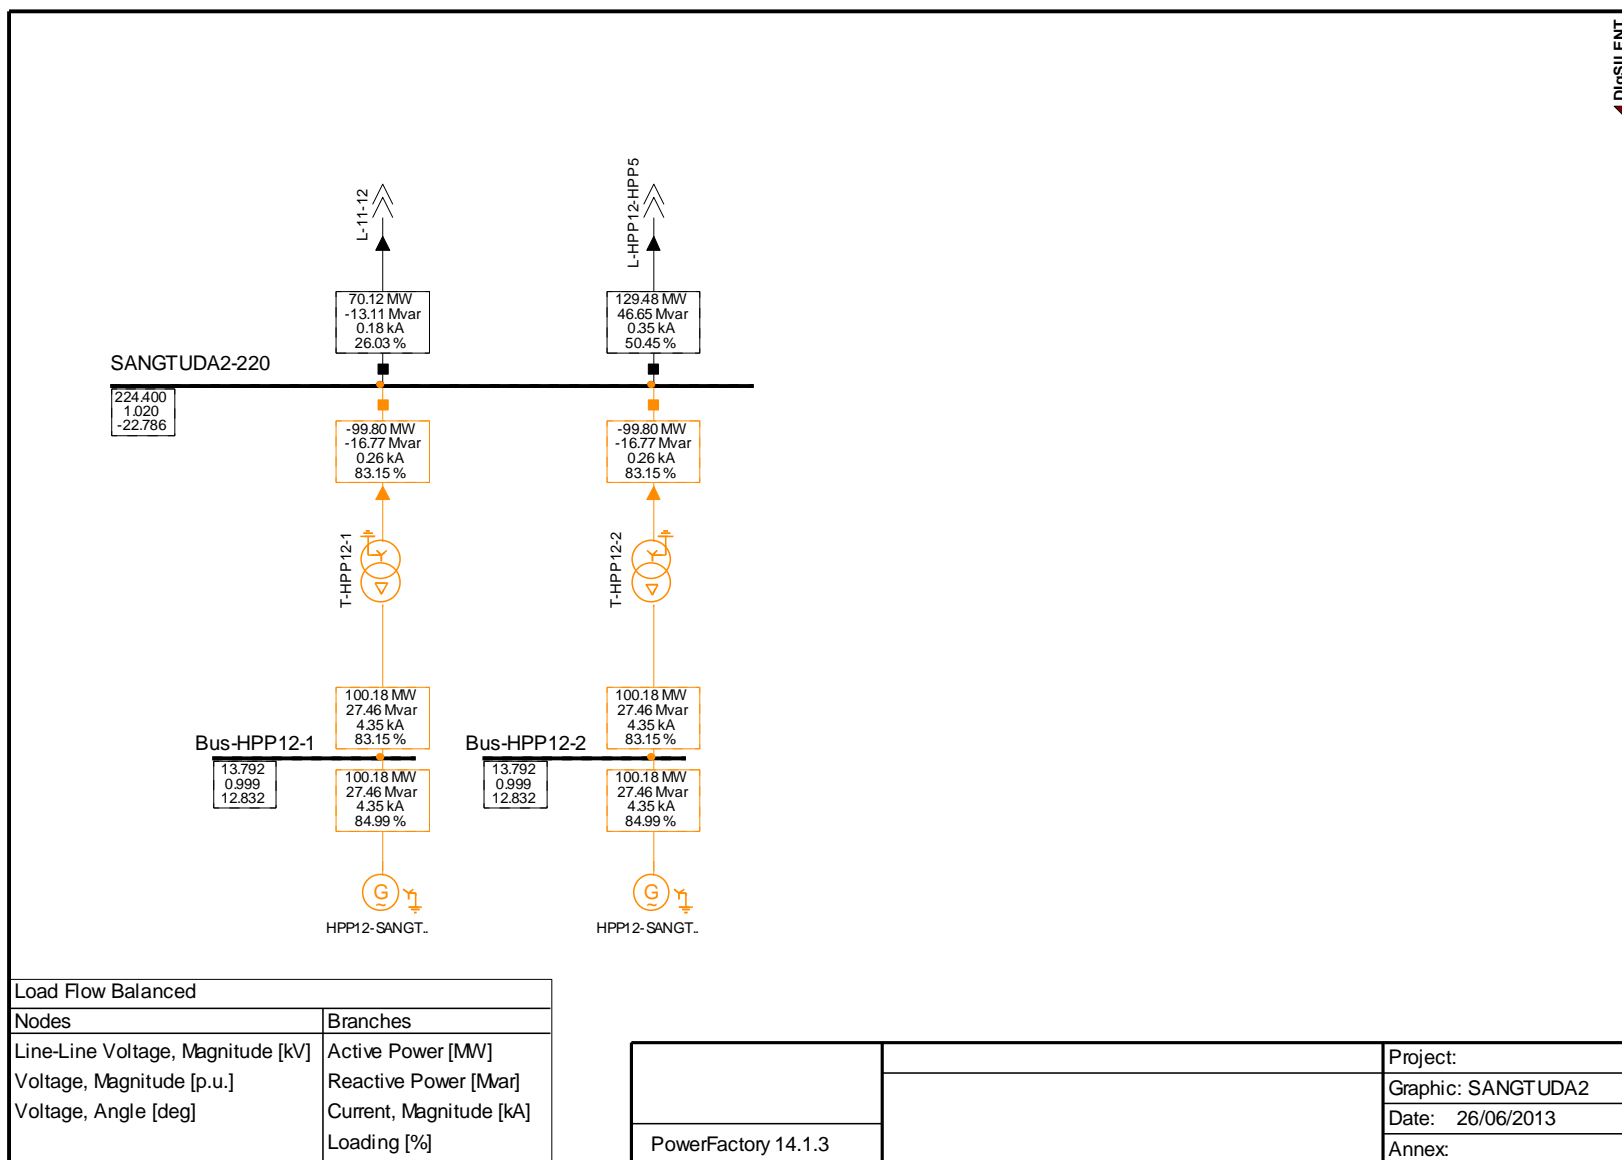 DIgSILENT
L-11-12
L-HPP12-HPP5
70.12 MW
-13.11 Mvar
0.18 kA
26.03 %
129.48 MW
46.65 Mvar
0.35 kA
50.45 %
SANGTUDA2-220
224.400
1.020
-22.786
-99.80 MW
-16.77 Mvar
0.26 kA
83.15 %
-99.80 MW
-16.77 Mvar
0.26 kA
83.15 %
T-HPP12-1
T-HPP12-2
100.18 MW
27.46 Mvar
4.35 kA
83.15 %
100.18 MW
27.46 Mvar
4.35 kA
83.15 %
Bus-HPP12-1
Bus-HPP12-2
13.792
0.999
12.832
13.792
0.999
12.832
100.18 MW
27.46 Mvar
4.35 kA
84.99 %
100.18 MW
27.46 Mvar
4.35 kA
84.99 %
G
~
G
~
HPP12-SANGT..
HPP12-SANGT..
Load Flow Balanced
Nodes
Branches
Line-Line Voltage, Magnitude [kV]
Active Power [MW]
Voltage, Magnitude [p.u.]
Reactive Power [Mvar]
Voltage, Angle [deg]
Current, Magnitude [kA]
Loading [%]
PowerFactory 14.1.3
Project:
Graphic: SANGTUDA2
Date: 26/06/2013
Annex: